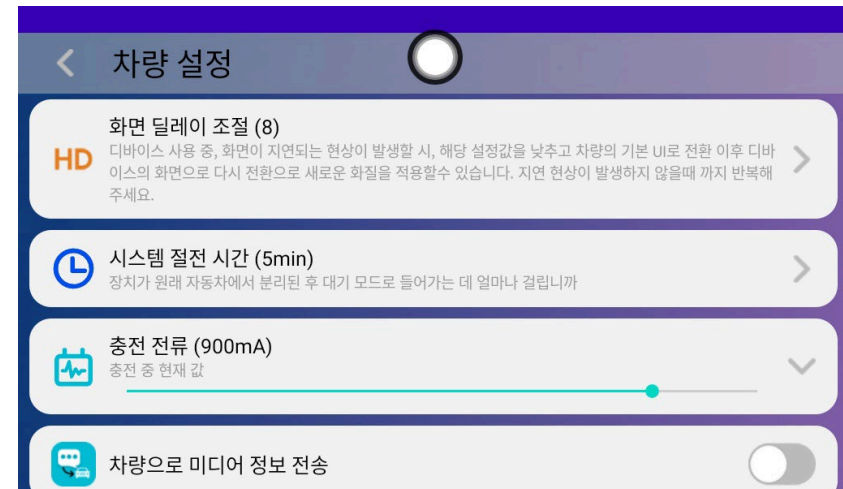 차량 설정
화면 딜레이 조절 (8)
HD
디바이스 사용 중, 화면이 지연되는 현상이 발생할 시, 해당 설정값을 낮추고 차량의 기본 UI로 전환 이후 디바
이스의 화면으로 다시 전환으로 새로운 화질을 적용할수 있습니다. 지연 현상이 발생하지 않을때 까지 반복해
주세요.
시스템 절전 시간 (5min)
장치가 원래 자동차에서 분리된 후 대기 모드로 들어가는 데 얼마나 걸립니까
충전 전류 (900mA)
충전 중 현재 값
차량으로 미디어 정보 전송